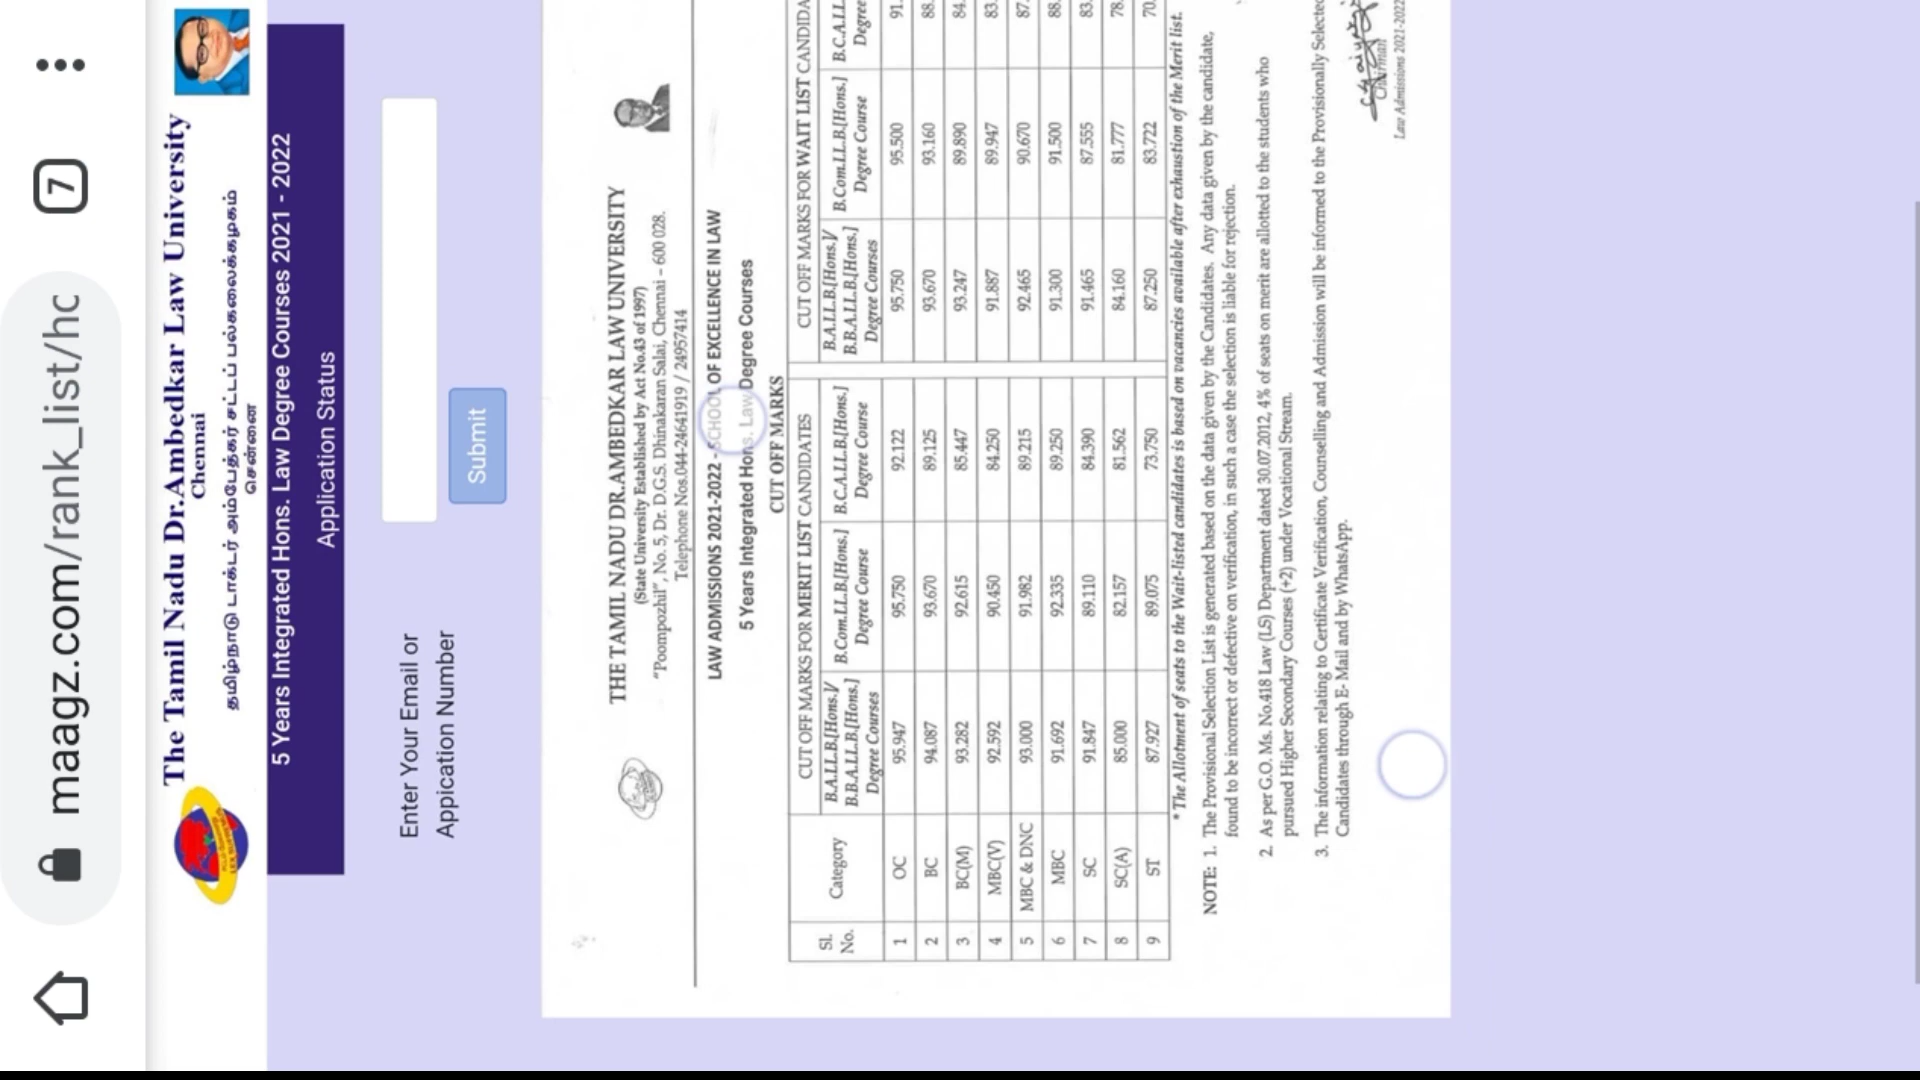 maagz.com/rank_list/hc
7
The Tamil Nadu Dr.Ambedkar Law University
Chennai
தமிழ்நாடு டாக்டர் அம்பேத்கர் சட்டப் பல்கலைக்கழகம்
சென்னை
5 Years Integrated Hons. Law Degree Courses 2021 - 2022
Application Status
Enter Your Email or
Appication Number
Submit
THE TAMIL NADU DR.AMBEDKAR LAW UNIVERSITY
(State University Established by Act No.43 of 1997)
"Poompozhil", No. 5, Dr. D.G.S. Dhinakaran Salai, Chennai – 600 028.
Telephone Nos.044-24641919 / 24957414
LAW ADMISSIONS 2021-2022 - SCHOOL OF EXCELLENCE IN LAW
5 Years Integrated Hons. Law Degree Courses
CUT OFF MARKS
CUT OFF MARKS FOR MERIT LIST CANDIDATES CUT OFF MARKS FOR WAIT LIST CANDIDA
Sl. No. Category B.A.LL.B.[Hons.]/ B.B.A.LL.B.[Hons.] Degree Courses B.Com.LL.B.[Hons.] Degree Course B.C.A.LL.B.[Hons.] Degree Course B.A.LL.B.[Hons.]/ B.B.A.LL.B.[Hons.] Degree Courses B.Com.LL.B.[Hons.] Degree Course B.C.A.LL Degree
1 OC 95.947 95.750 92.122 95.750 95.500 91.
2 BC 94.087 93.670 89.125 93.670 93.160 88.
3 BC(M) 93.282 92.615 85.447 93.247 89.890 84.
4 MBC(V) 92.592 90.450 84.250 91.887 89.947 83.
5 MBC & DNC 93.000 91.982 89.215 92.465 90.670 87.
6 MBC 91.692 92.335 89.250 91.300 91.500 88.
7 SC 91.847 89.110 84.390 91.465 87.555 83.
8 SC(A) 85.000 82.157 81.562 84.160 81.777 78.
9 ST 87.927 89.075 73.750 87.250 83.722 70.
* The Allotment of seats to the Wait-listed candidates is based on vacancies available after exhaustion of the Merit list.
NOTE: 1. The Provisional Selection List is generated based on the data given by the Candidates. Any data given by the candidate,
found to be incorrect or defective on verification, in such a case the selection is liable for rejection.
2. As per G.O. Ms. No.418 Law (LS) Department dated 30.07.2012, 4% of seats on merit are allotted to the students who
pursued Higher Secondary Courses (+2) under Vocational Stream.
3. The information relating to Certificate Verification, Counselling and Admission will be informed to the Provisionally Selected
Candidates through E- Mail and by WhatsApp.
Chairman
Law Admissions 2021-2022